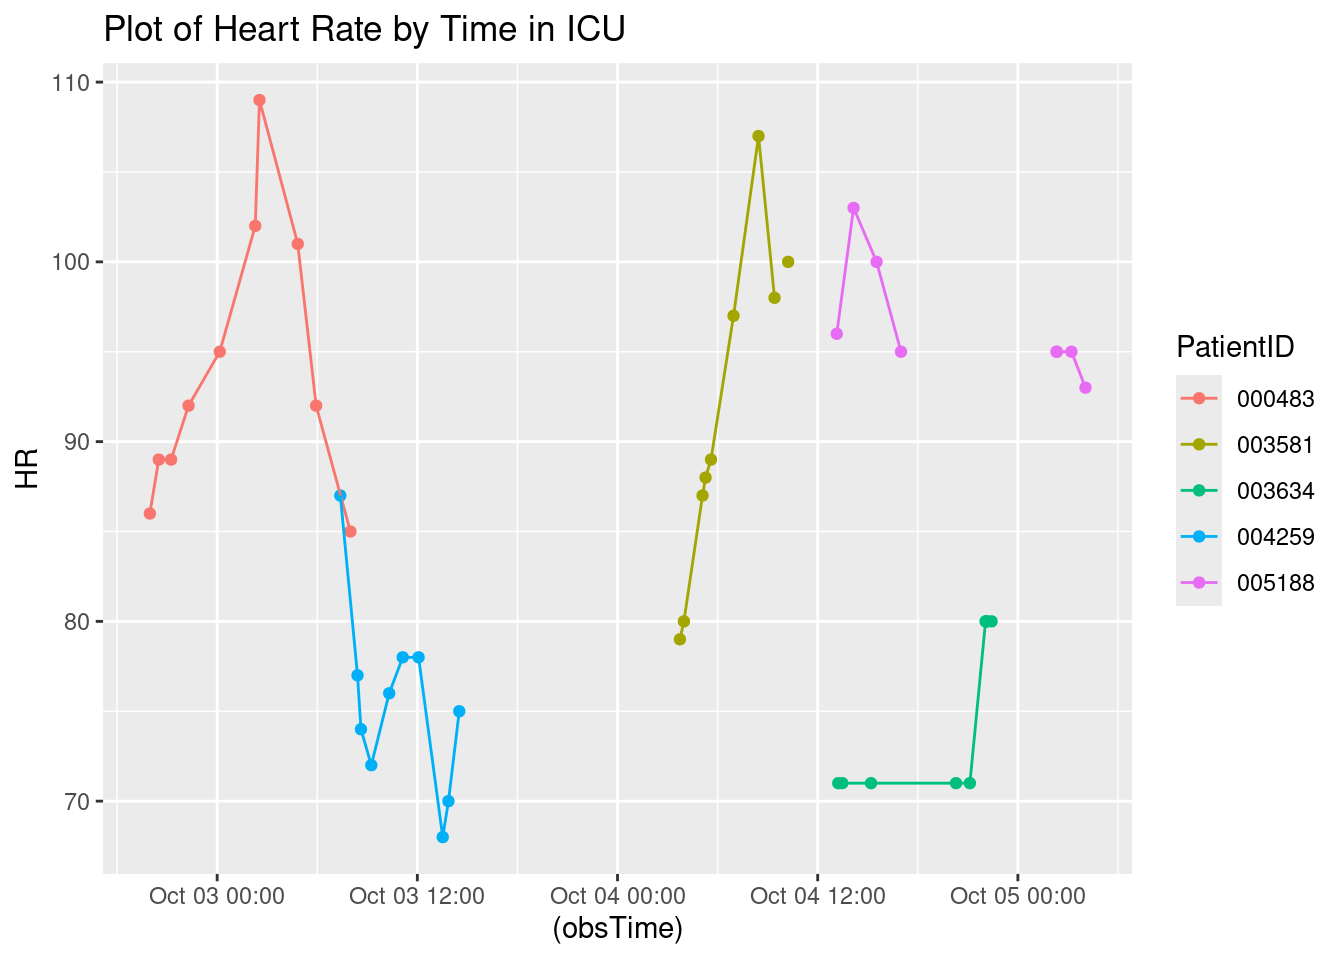 Plot of Heart Rate by Time in ICU
110
100
90
80
70
HR
Oct 03 00:00
Oct 03 12:00
Oct 04 00:00
Oct 04 12:00
Oct 05 00:00
(obsTime)
PatientID
000483
003581
003634
004259
005188